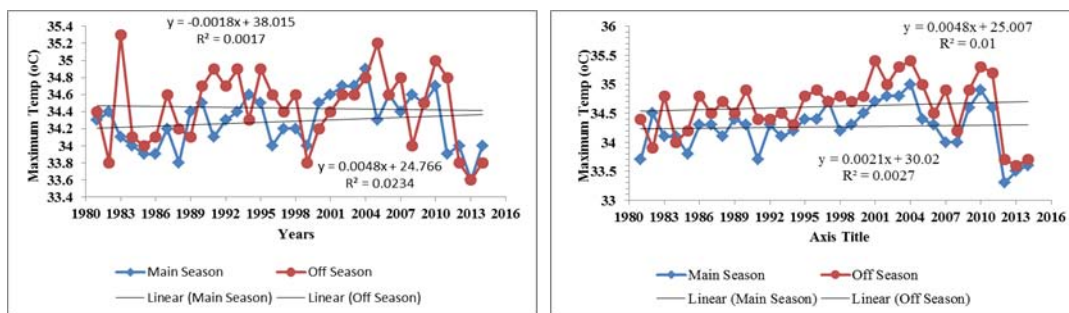 y = -0.0018x + 38.015
R² = 0.0017
35.4
35.2
35
34.8
34.6
34.4
34.2
34
33.8
33.6
33.4
Maximum Temp (oC)
y = 0.0048x + 24.766
R² = 0.0234
1980 1983 1986 1989 1992 1995 1998 2001 2004 2007 2010 2013 2016
Years
Main Season Off Season
Linear (Main Season) Linear (Off Season)
y = 0.0048x + 25.007
R² = 0.01
36
35.5
35
34.5
34
33.5
33
Maximum Temp (oC)
y = 0.0021x + 30.02
R² = 0.0027
1980 1983 1986 1989 1992 1995 1998 2001 2004 2007 2010 2013 2016
Axis Title
Main Season Off Season
Linear (Main Season) Linear (Off Season)